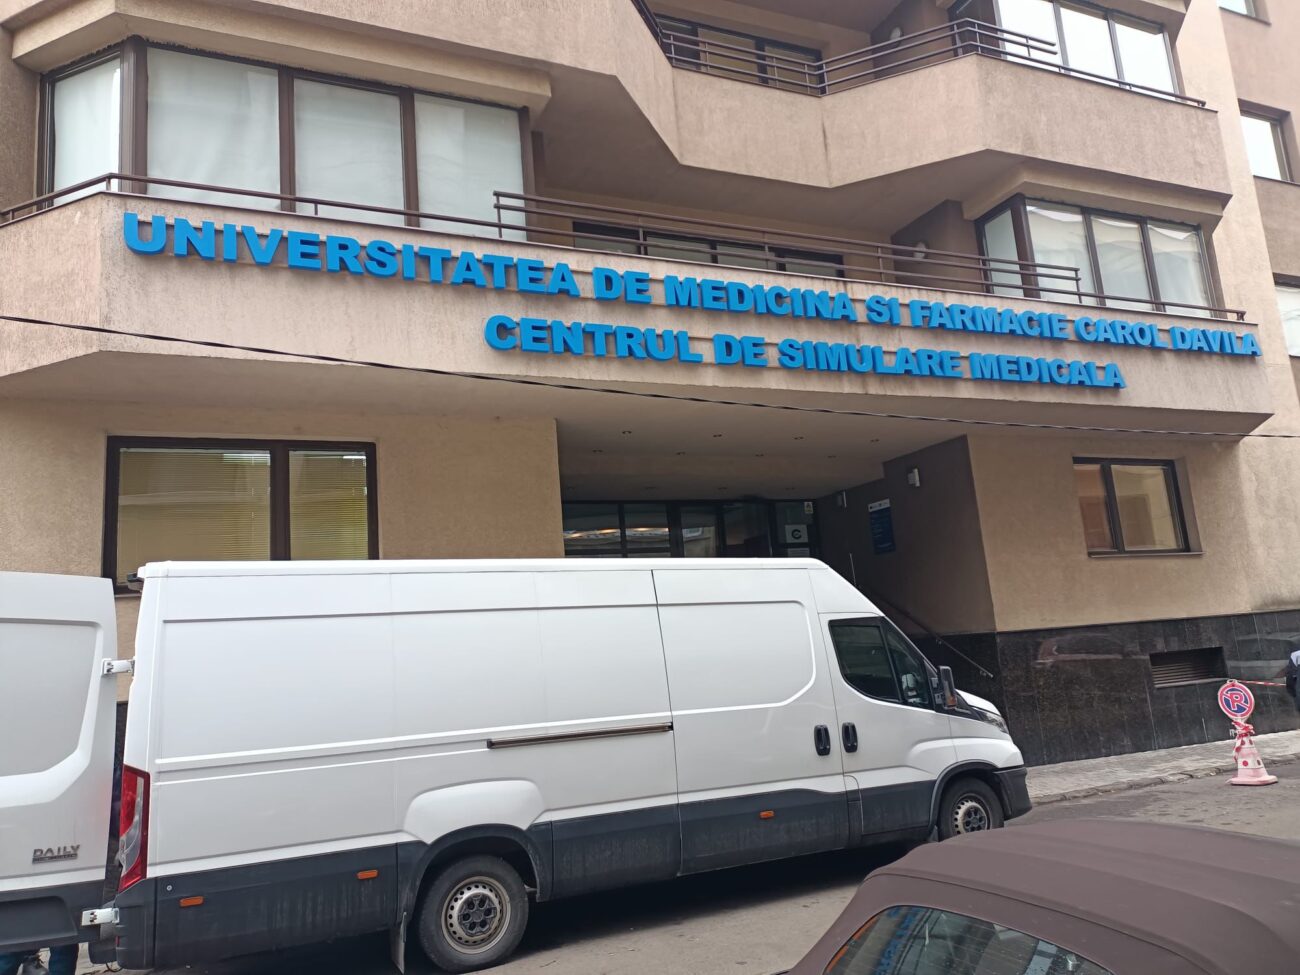 UNIVERSITATEA DE MEDICINA SI FARMACIE CAROL DAVILA
CENTRUL DE SIMULARE MEDICALA
DAILY